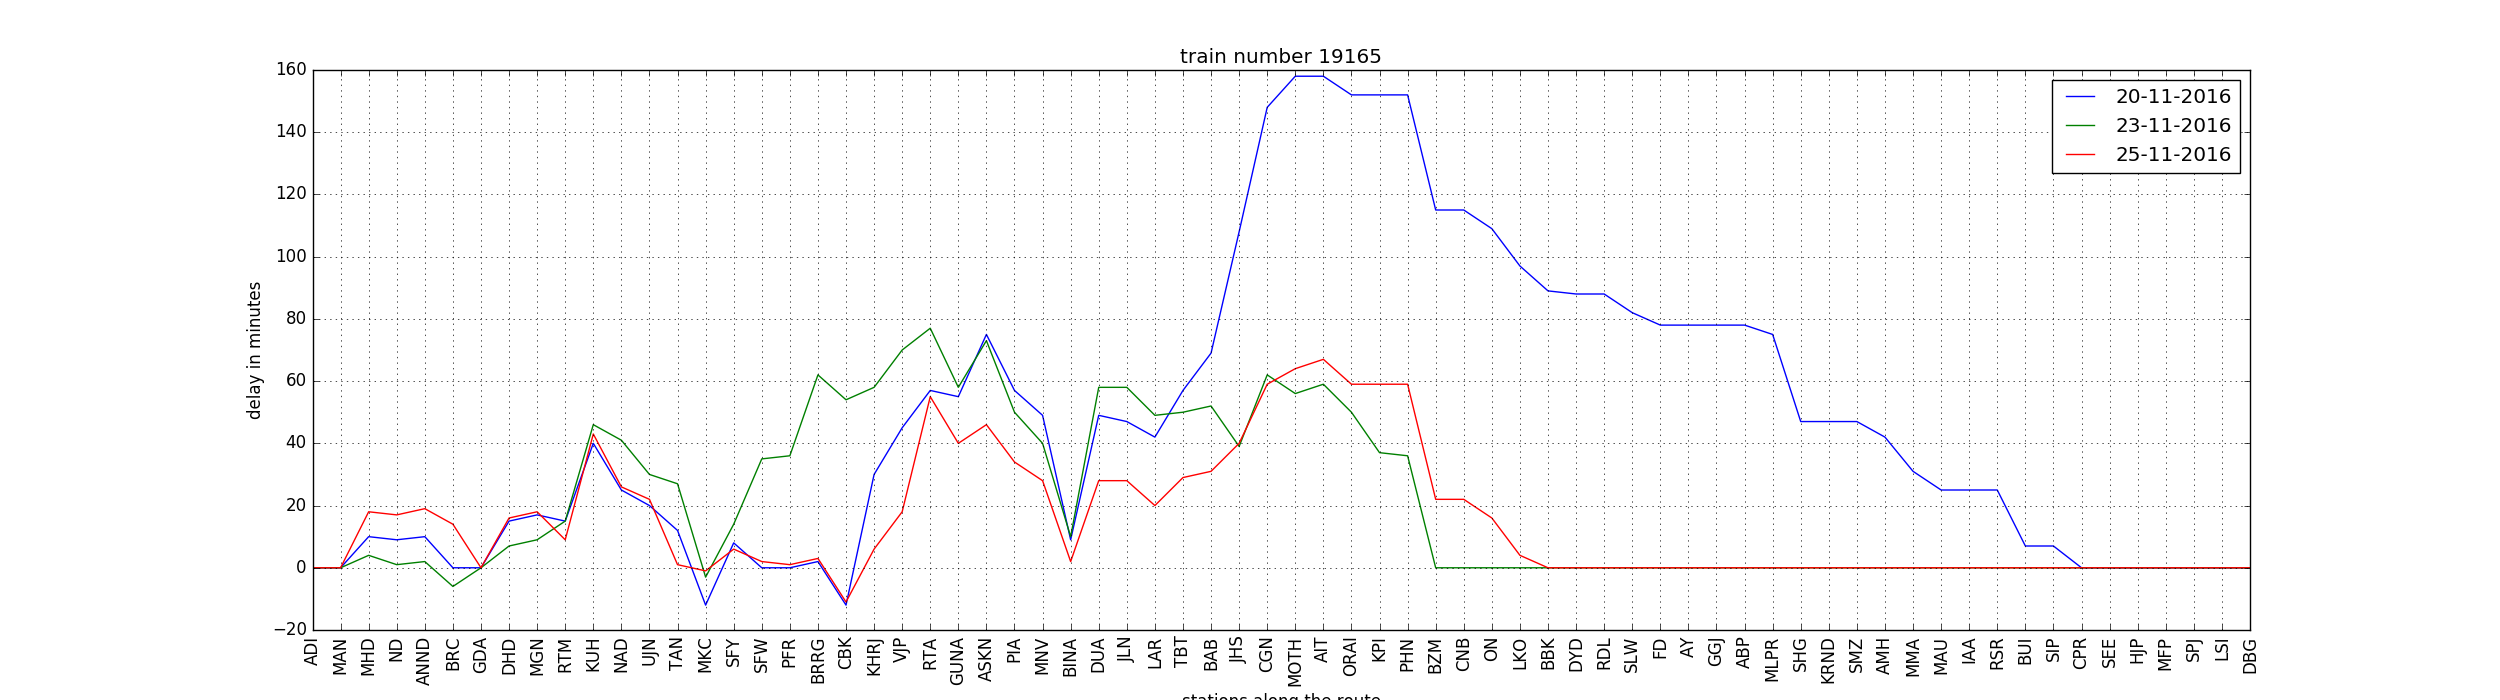 train number 19165
160
140
120
100
80
60
40
20
0
−20
delay in minutes
20-11-2016
23-11-2016
25-11-2016
ADI
MAN
MHD
ND
ANND
BRC
GDA
DHD
MGN
RTM
KUH
NAD
UJN
TAN
MKC
SFY
SFW
PFR
BRRG
CBK
KHRJ
VJP
RTA
GUNA
ASKN
PIA
MNV
BINA
DUA
JLN
LAR
TBT
BAB
JHS
CGN
MOTH
AIT
ORAI
KPI
PHN
BZM
CNB
ON
LKO
BBK
DYD
RDL
SLW
FD
AY
GGJ
ABP
MLPR
SHG
KRND
SMZ
AMH
MMA
MAU
IAA
RSR
BUI
SIP
CPR
SEE
HJP
MFP
SPJ
LSI
DBG
stations along the route